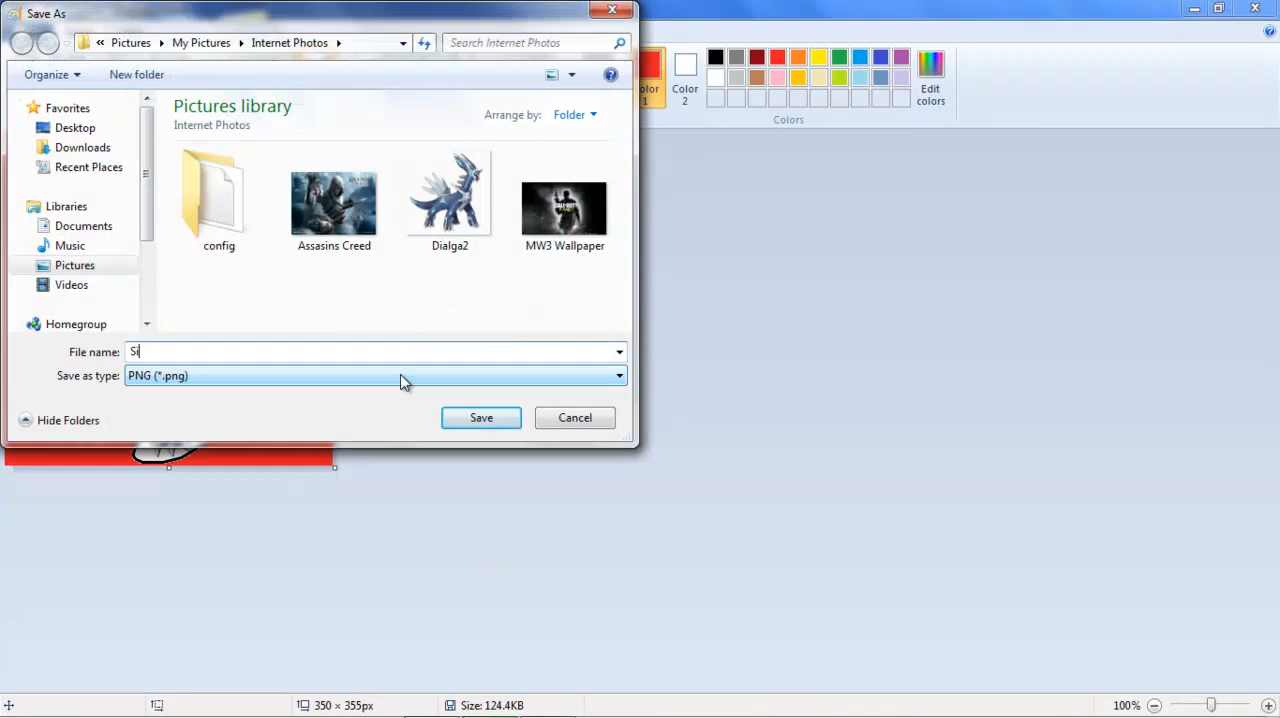 Save As
« Pictures My Pictures Internet Photos
Search Internet Photos
Organize
New folder
Favorites
Desktop
Downloads
Recent Places
Libraries
Documents
Music
Pictures
Videos
Homegroup
Pictures library
Internet Photos
Arrange by: Folder
config
Assasins Creed
Dialga2
MW3 Wallpaper
File name: Si
Save as type: PNG (*.png)
Hide Folders
Save
Cancel
olor
1
Color
2
Edit
colors
Colors
350 × 355px
Size: 124.4KB
100%